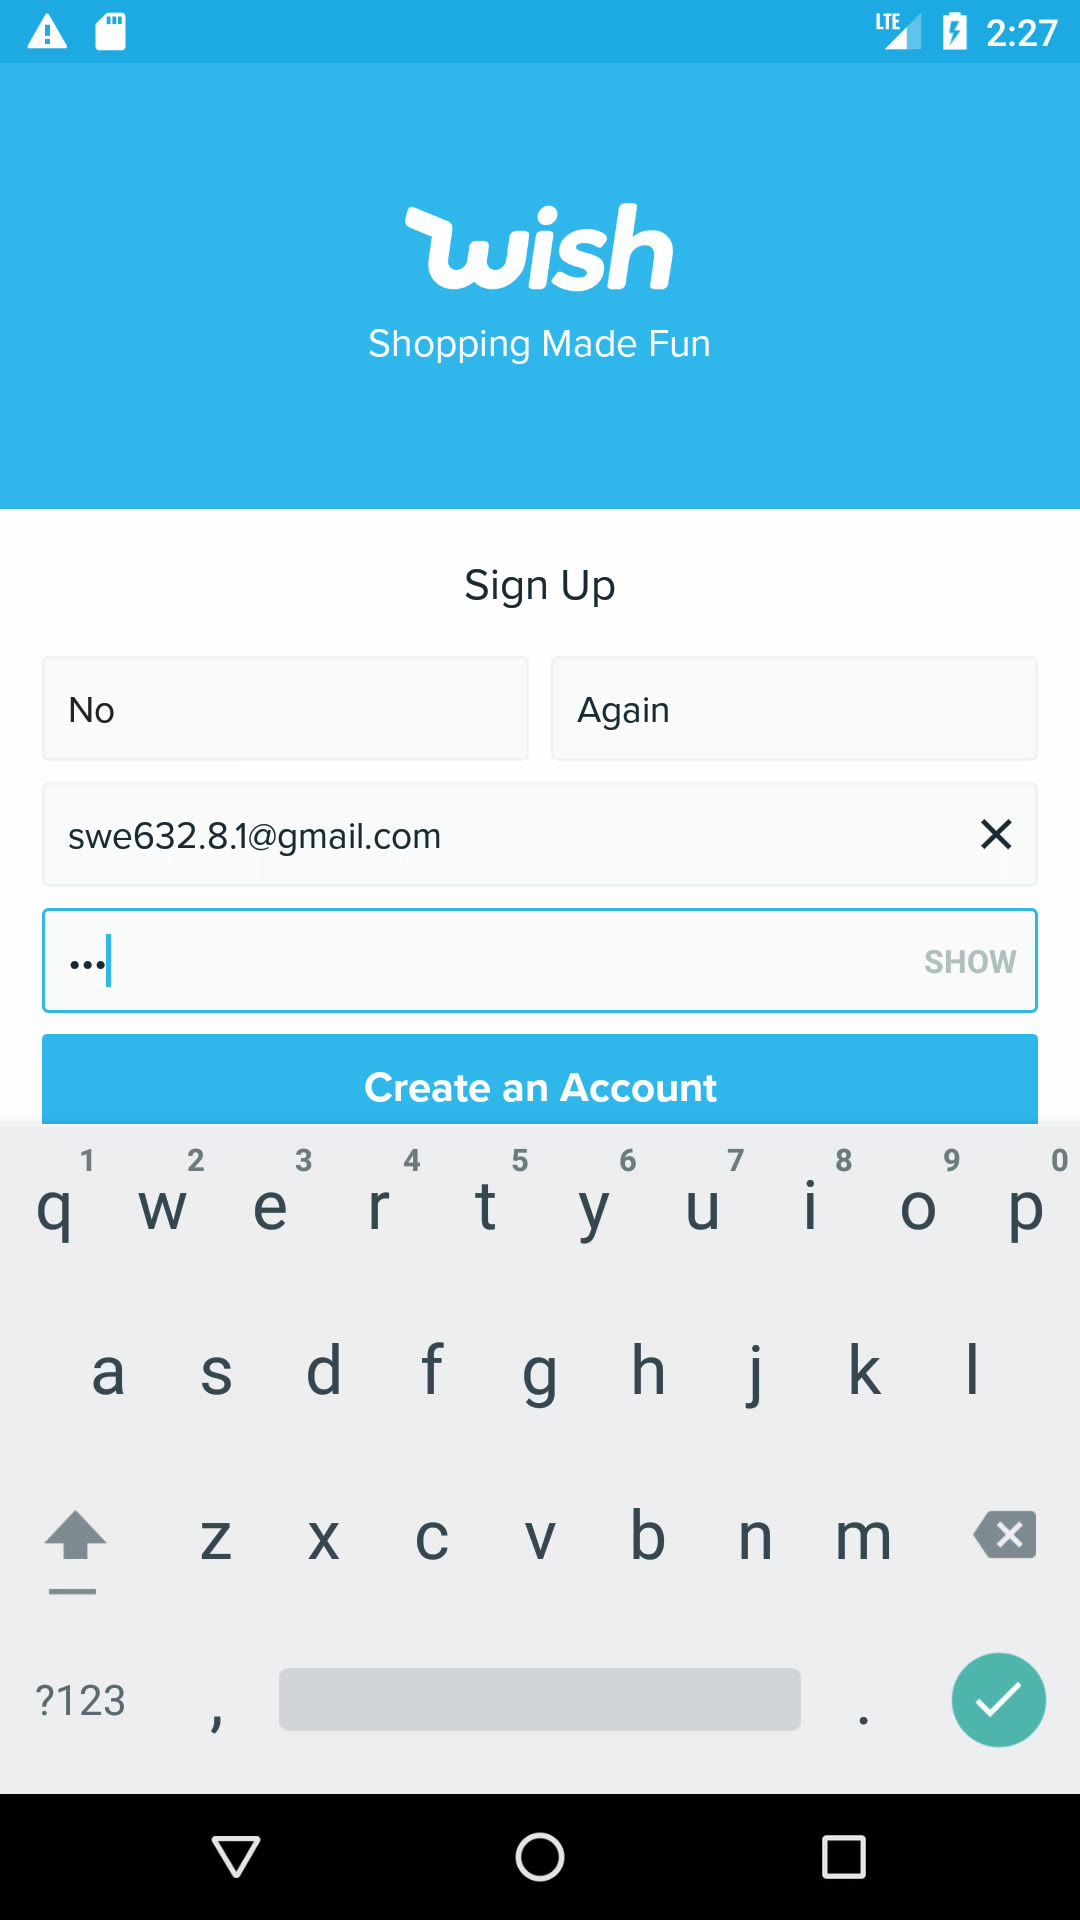 LTE 2:27
wish
Shopping Made Fun
Sign Up
No Again
swe632.8.1@gmail.com
••• SHOW
Create an Account
1 2 3 4 5 6 7 8 9 0
q w e r t y u i o p
a s d f g h j k l
z x c v b n m
?123 , .